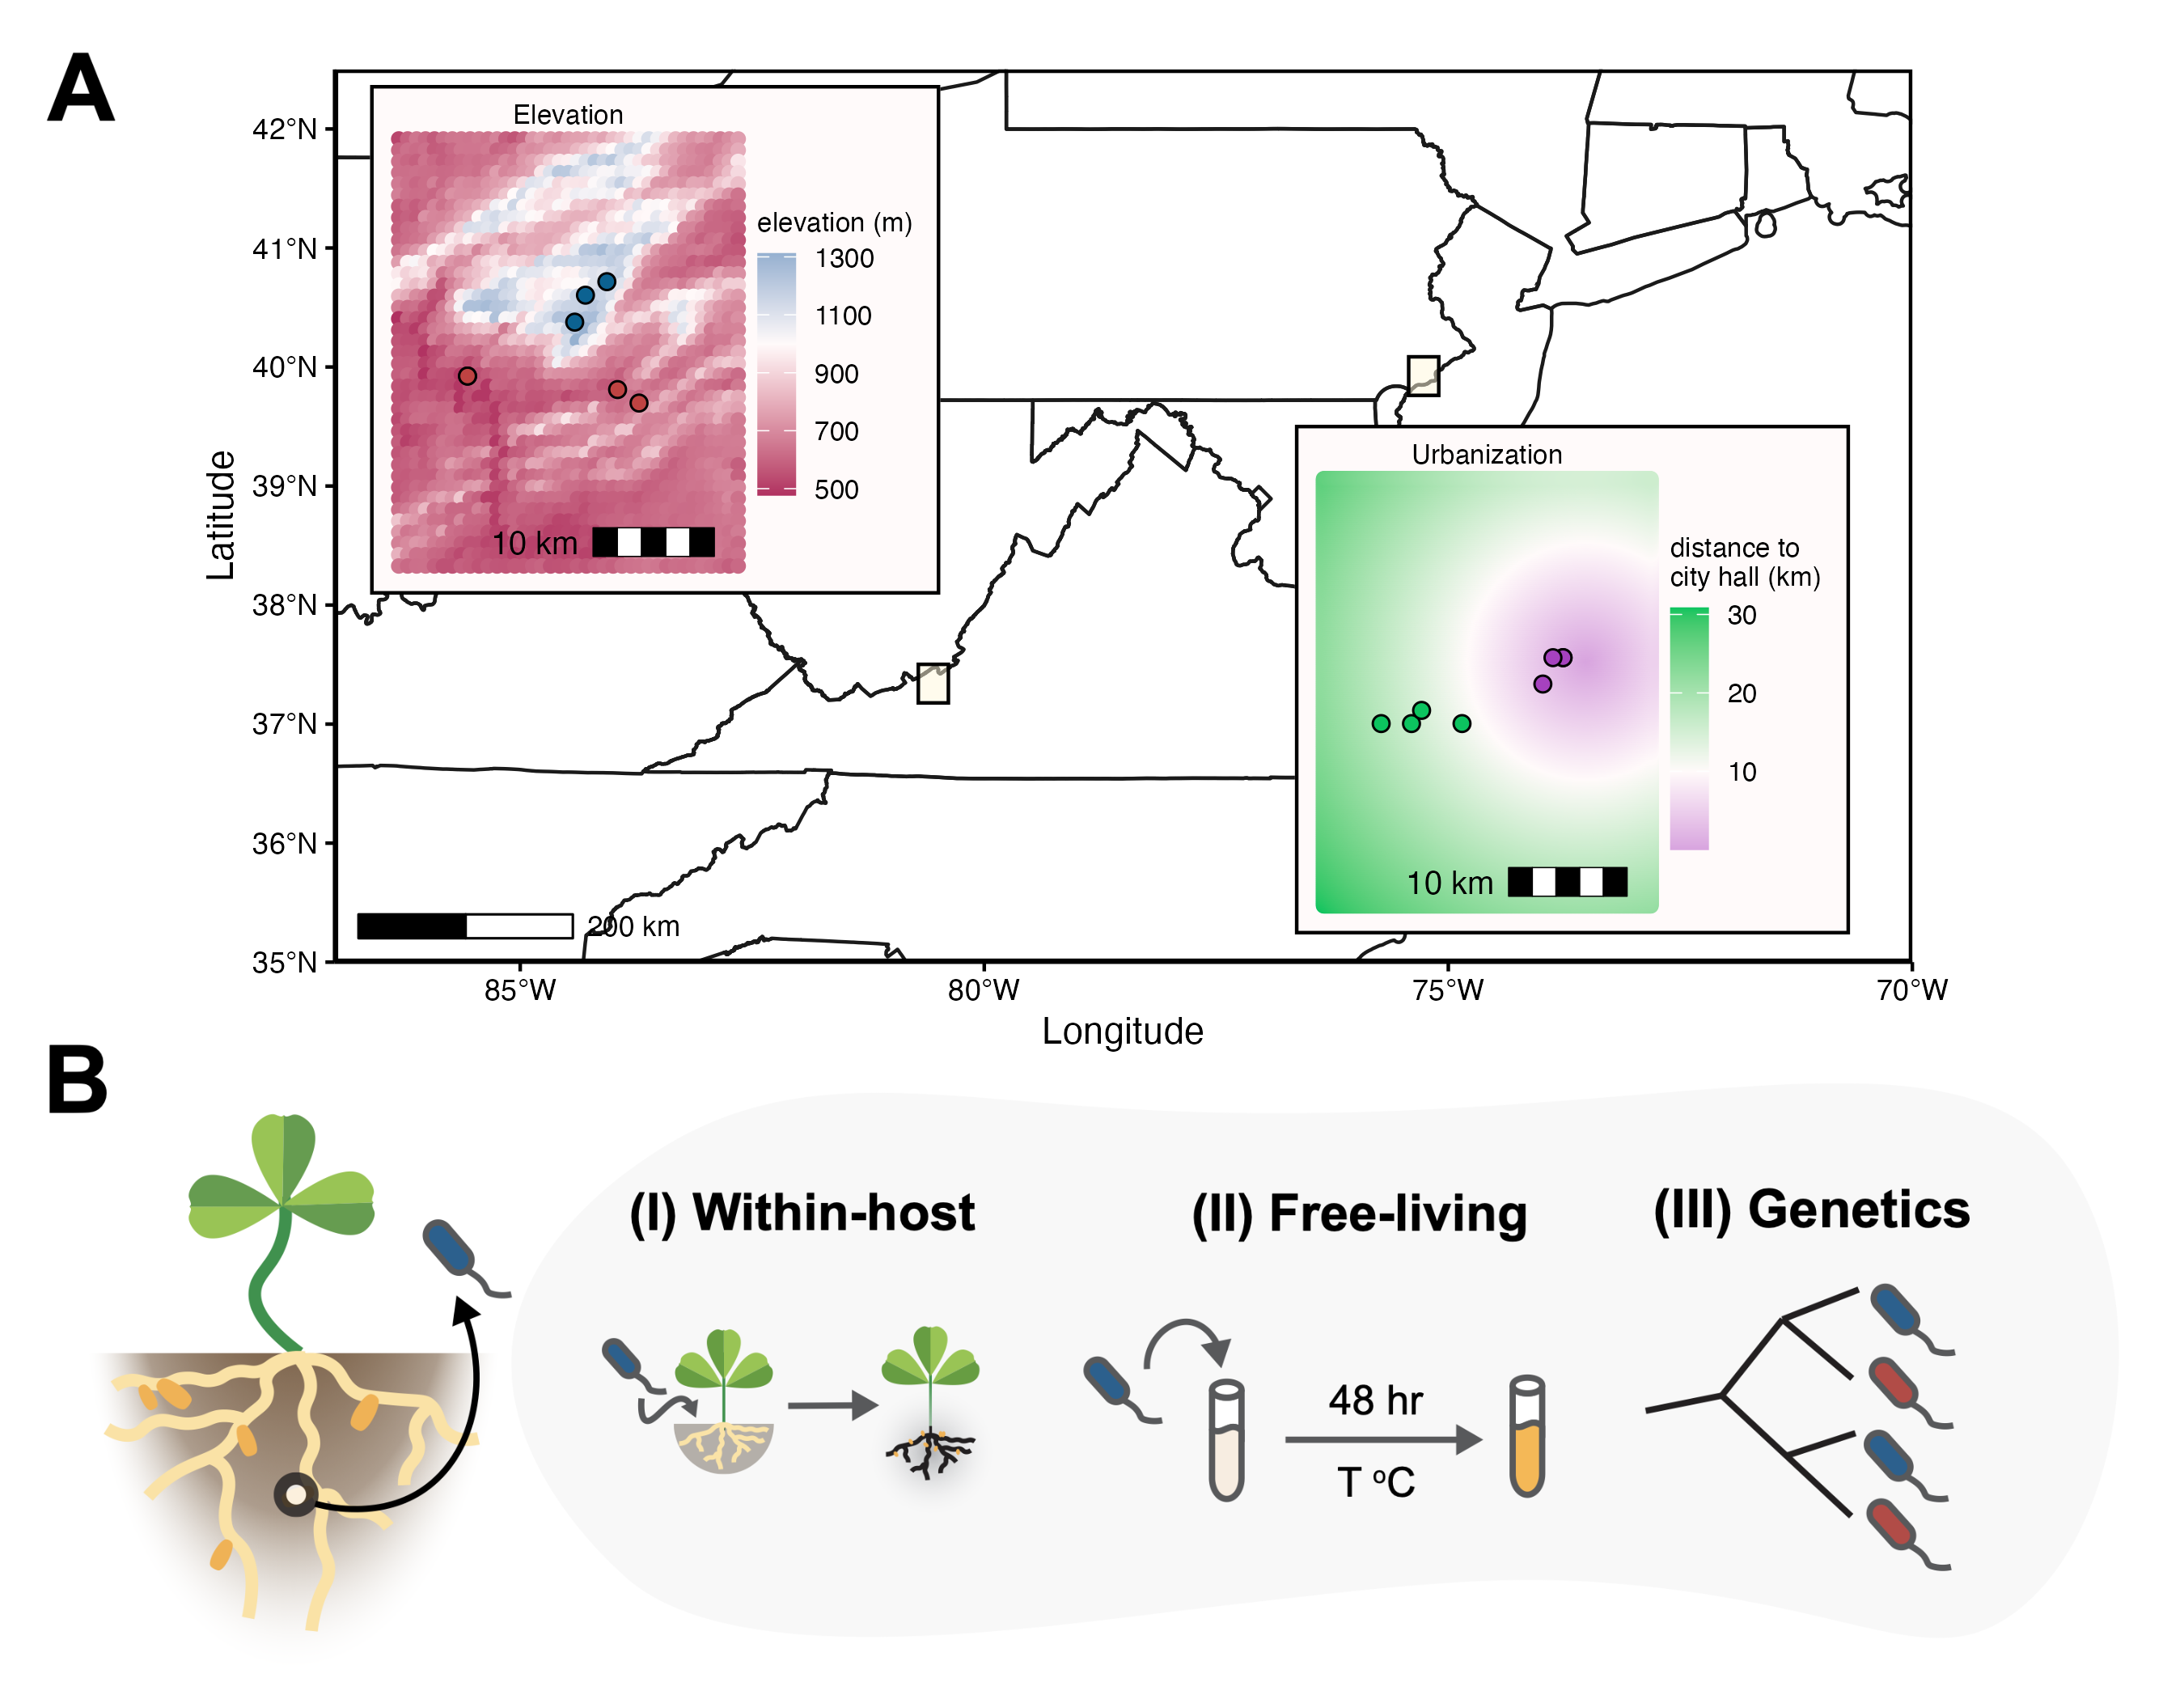 A
Elevation
elevation (m)
1300
1100
900
700
500
10 km
Urbanization
distance to
city hall (km)
30
20
10
10 km
200 km
42°N
41°N
40°N
39°N
38°N
37°N
36°N
35°N
Latitude
85°W
80°W
75°W
70°W
Longitude
B
(I) Within-host
(II) Free-living
(III) Genetics
48 hr
T ºC